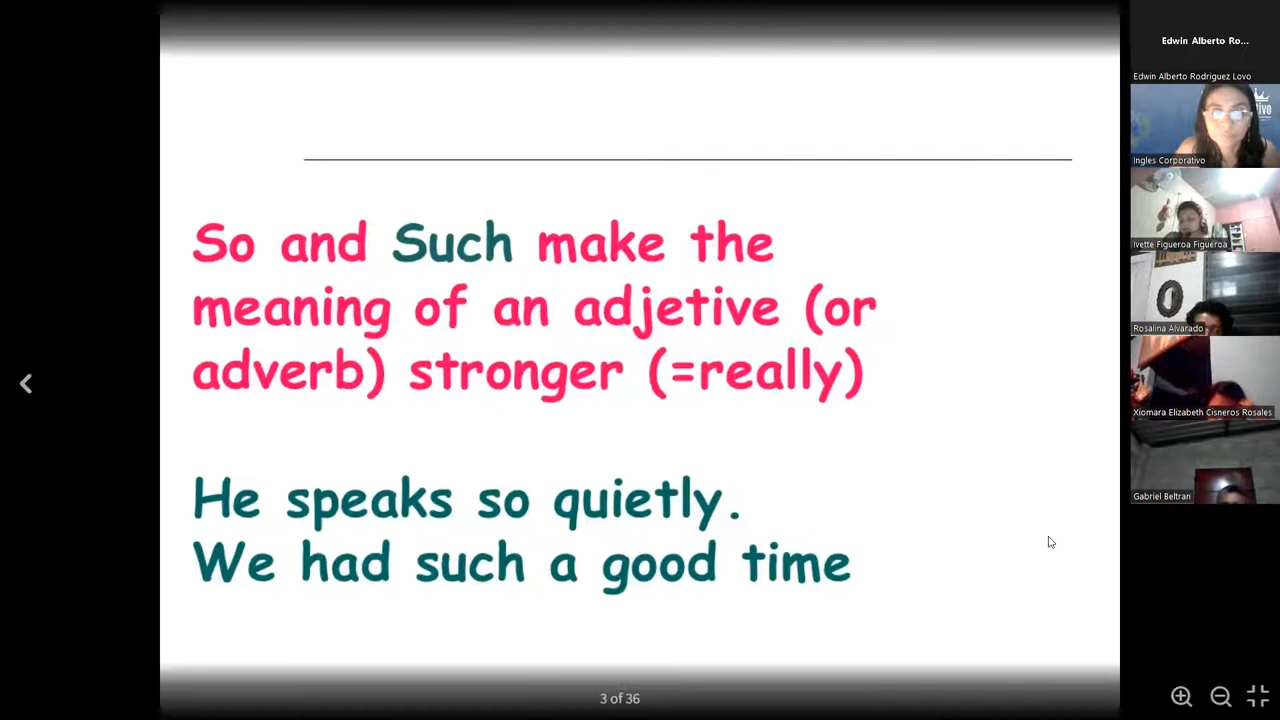 So and Such make the
meaning of an adjetive (or
adverb) stronger (=really)
He speaks so quietly.
We had such a good time
3 of 36
Edwin Alberto Ro...
Edwin Alberto Rodriguez Lovo
Ingles Corporativo
Ivette Figueroa Figueroa
Rosalina Alvarado
Xiomara Elizabeth Cisneros Rosales
Gabriel Beltran